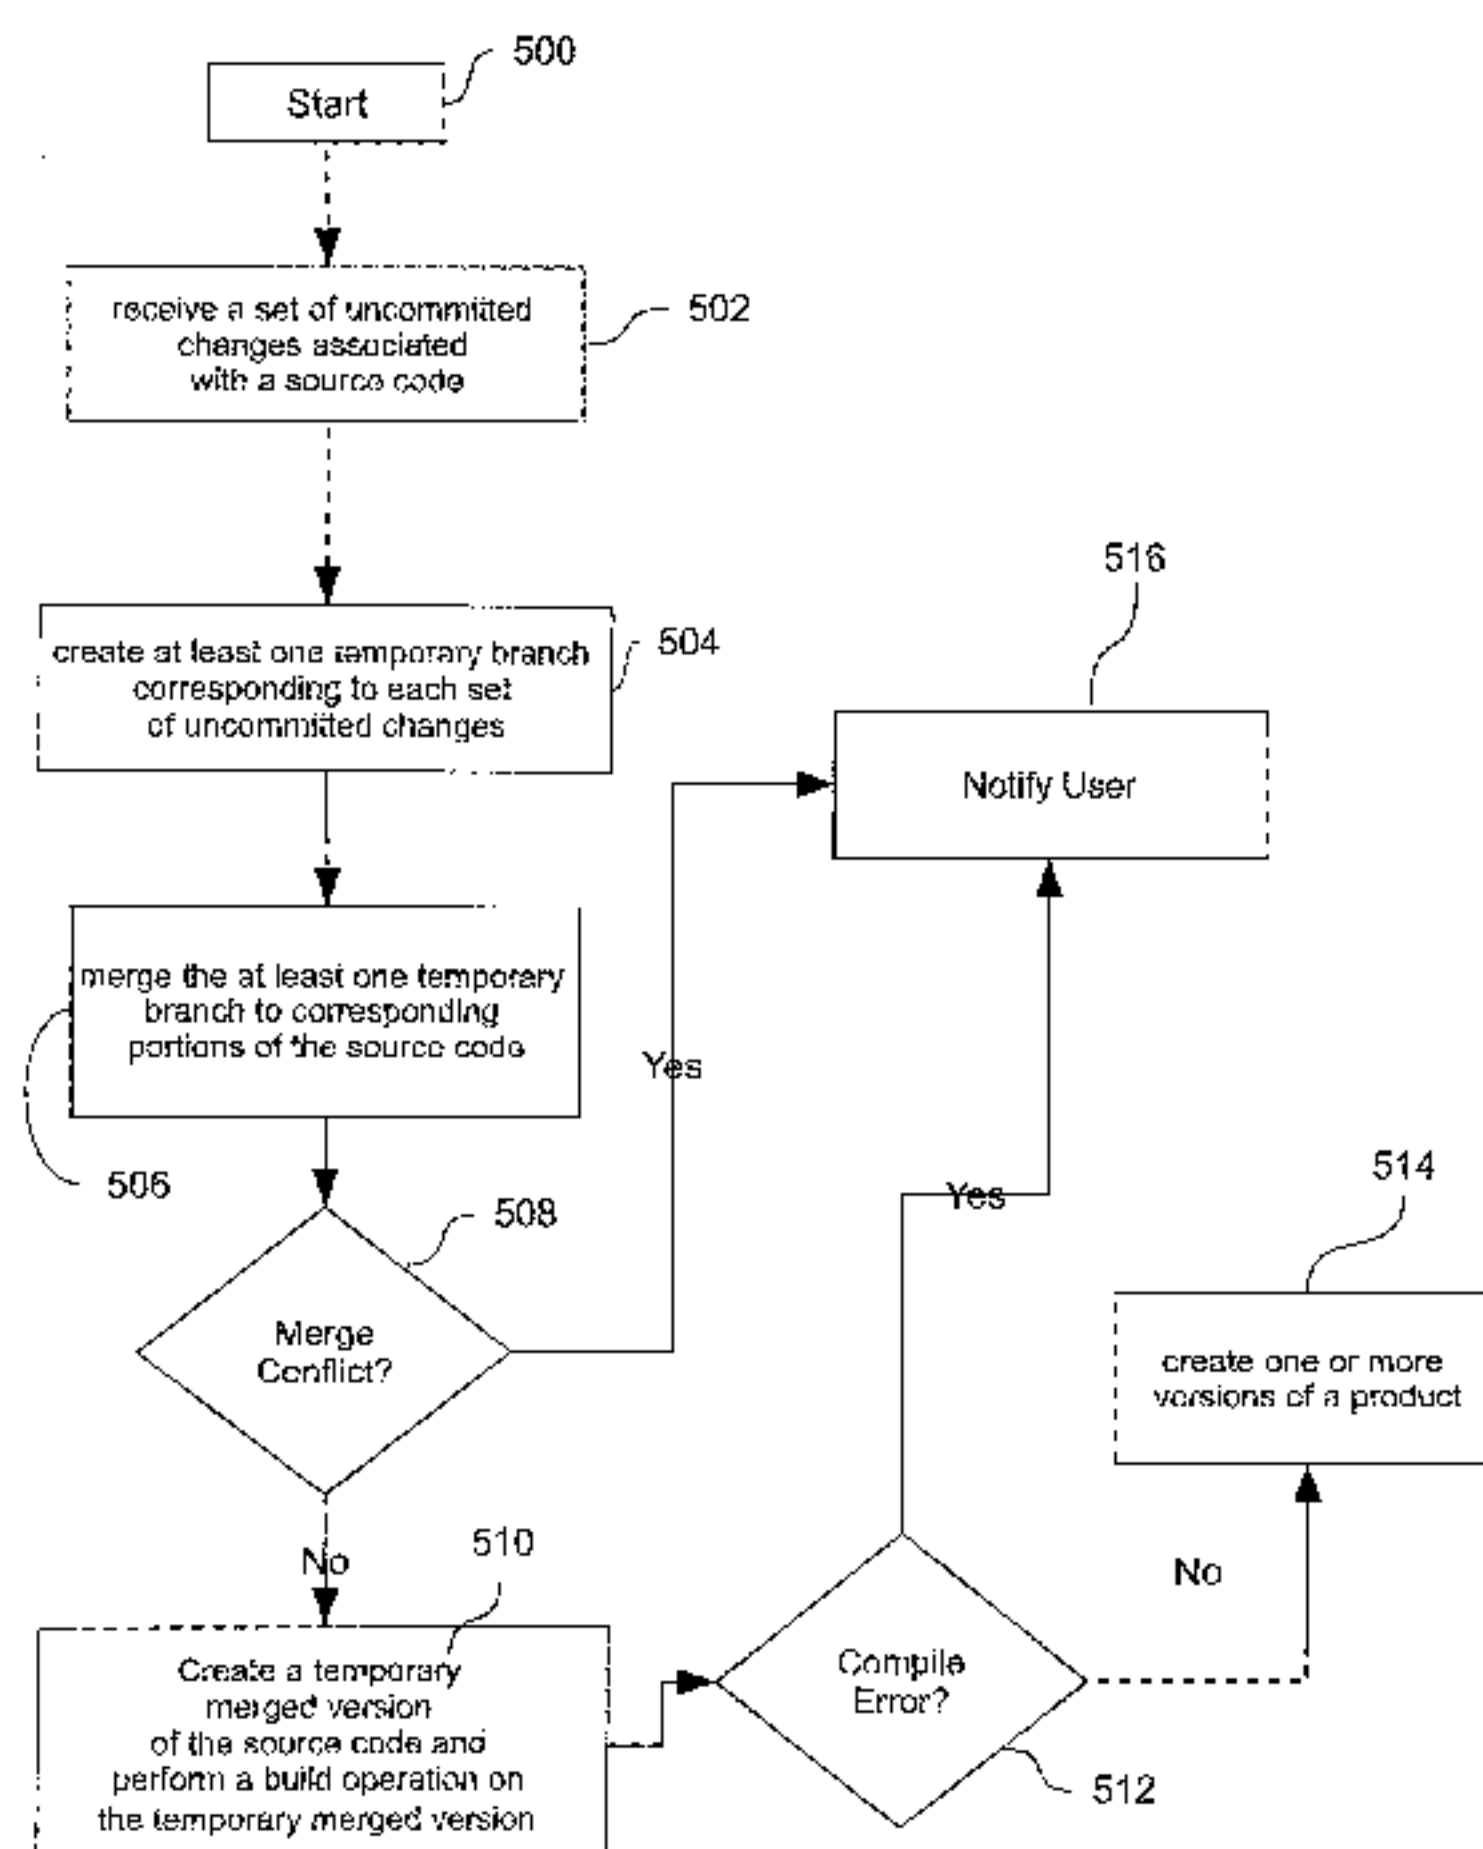 500
Start
502
receive a set of uncommitted
changes associated
with a source code
516
504
create at least one temporary branch
corresponding to each set
of uncommitted changes
Notify User
merge the at least one temporary
branch to corresponding
portions of the source code
Yes
506
508
Yes
514
Merge
Conflict?
create one or more
versions of a product
No
510
No
Create a temporary
merged version
of the source code and
perform a build operation on
the temporary merged version
Compile
Error?
512